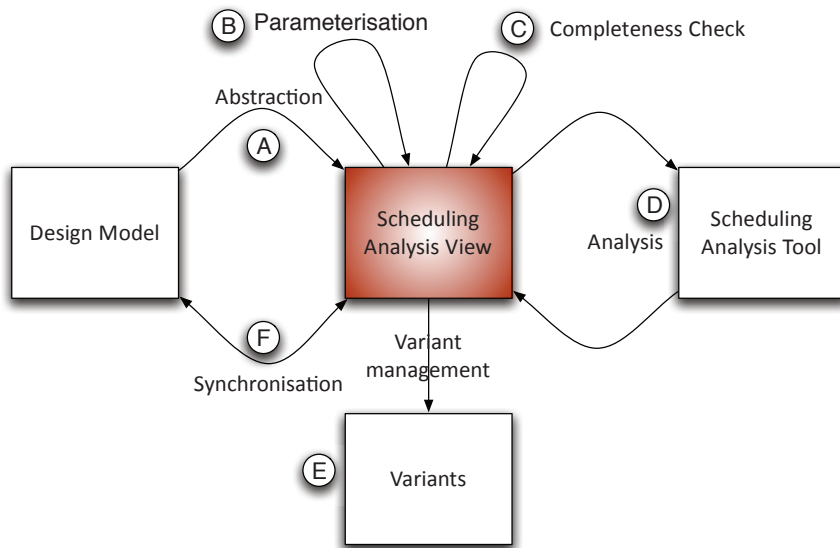 B
Parameterisation
C
Completeness Check
Abstraction
A
Design Model
Scheduling
Analysis View
D
Analysis
Scheduling
Analysis Tool
F
Synchronisation
Variant
management
E
Variants